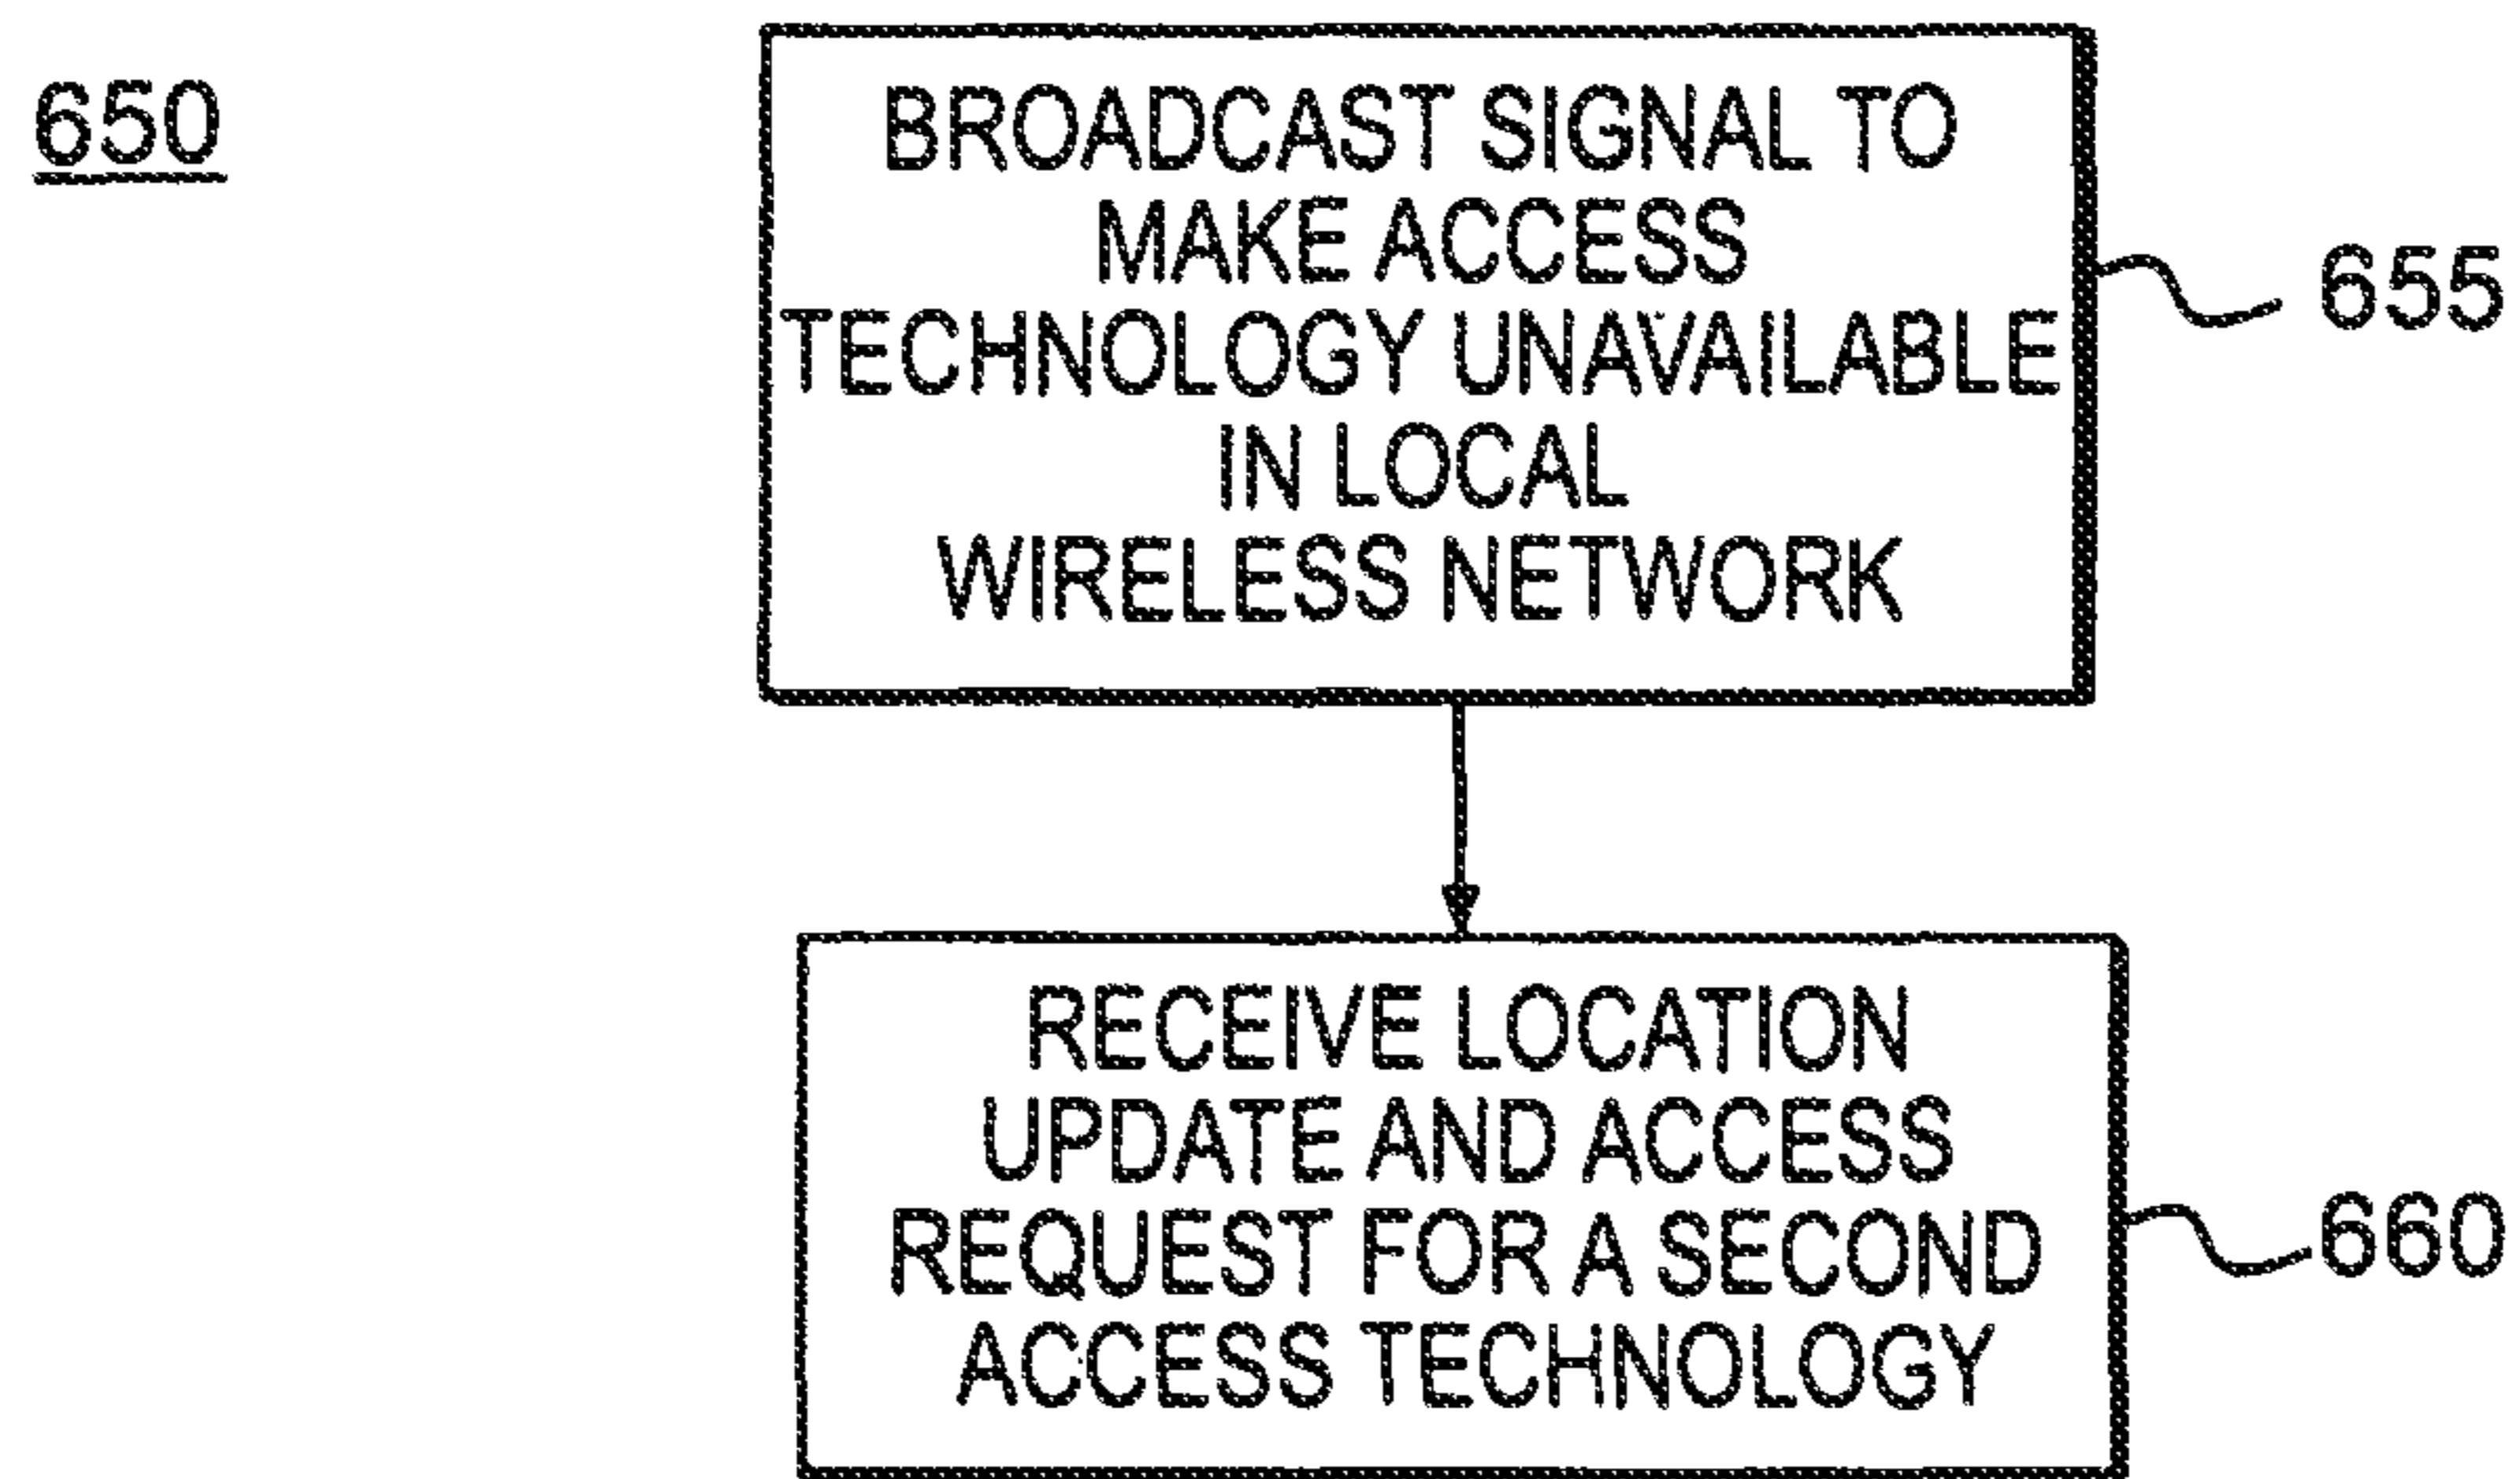 650
BROADCAST SIGNAL TO
MAKE ACCESS
TECHNOLOGY UNAVAILABLE
IN LOCAL
WIRELESS NETWORK
655
RECEIVE LOCATION
UPDATE AND ACCESS
REQUEST FOR A SECOND
ACCESS TECHNOLOGY
660